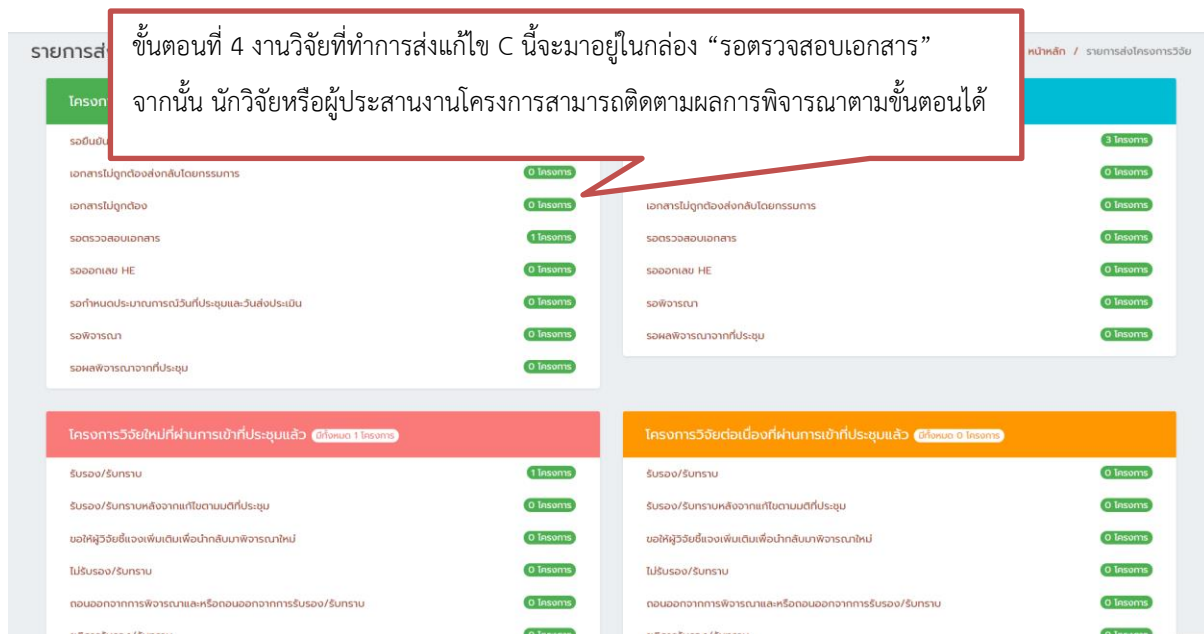 ขั้นตอนที่ 4 งานวิจัยที่ทำการส่งแก้ไข C นี้จะมาอยู่ในกล่อง “รอตรวจสอบเอกสาร”
จากนั้น นักวิจัยหรือผู้ประสานงานโครงการสามารถติดตามผลการพิจารณาตามขั้นตอนได้
รายการส่
หน้าหลัก / รายการส่งโครงการวิจัย
รอยืนยัน
3 โครงการ
เอกสารไม่ถูกต้องส่งกลับโดยกรรมการ 0 โครงการ
0 โครงการ
เอกสารไม่ถูกต้อง 0 โครงการ
เอกสารไม่ถูกต้องส่งกลับโดยกรรมการ 0 โครงการ
รอตรวจสอบเอกสาร 1 โครงการ
รอตรวจสอบเอกสาร 0 โครงการ
รอออกเลข HE 0 โครงการ
รอออกเลข HE 0 โครงการ
รอกำหนดประมาณการณ์วันที่ประชุมและวันส่งประเมิน 0 โครงการ
รอพิจารณา 0 โครงการ
รอพิจารณา 0 โครงการ
รอผลพิจารณาจากที่ประชุม 0 โครงการ
รอผลพิจารณาจากที่ประชุม 0 โครงการ
โครงการวิจัยใหม่ที่ผ่านการเข้าที่ประชุมแล้ว มีทั้งหมด 1 โครงการ
รับรอง/รับทราบ 1 โครงการ
รับรอง/รับทราบหลังจากแก้ไขตามมติที่ประชุม 0 โครงการ
ขอให้ผู้วิจัยชี้แจงเพิ่มเติมเพื่อนำกลับมาพิจารณาใหม่ 0 โครงการ
ไม่รับรอง/รับทราบ 0 โครงการ
ถอนออกจากการพิจารณาและหรือถอนออกจากการรับรอง/รับทราบ 0 โครงการ
โครงการวิจัยต่อเนื่องที่ผ่านการเข้าที่ประชุมแล้ว มีทั้งหมด 0 โครงการ
รับรอง/รับทราบ 0 โครงการ
รับรอง/รับทราบหลังจากแก้ไขตามมติที่ประชุม 0 โครงการ
ขอให้ผู้วิจัยชี้แจงเพิ่มเติมเพื่อนำกลับมาพิจารณาใหม่ 0 โครงการ
ไม่รับรอง/รับทราบ 0 โครงการ
ถอนออกจากการพิจารณาและหรือถอนออกจากการรับรอง/รับทราบ 0 โครงการ